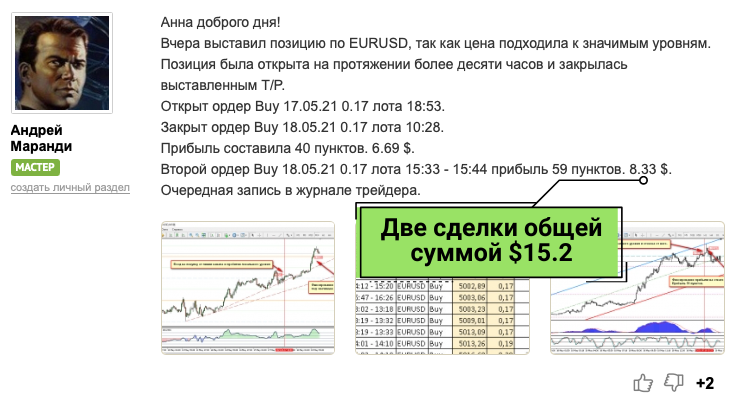 Анна доброго дня!
Вчера выставил позицию по EURUSD, так как цена подходила к значимым уровням.
Позиция была открыта на протяжении более десяти часов и закрылась
выставленным T/P.
Открыт ордер Buy 17.05.21 0.17 лота 18:53.
Закрыт ордер Buy 18.05.21 0.17 лота 10:28.
Прибыль составила 40 пунктов. 6.69 $.
Второй ордер Buy 18.05.21 0.17 лота 15:33 - 15:44 прибыль 59 пунктов. 8.33 $.
Очередная запись в журнале трейдера.
Андрей
Маранди
МАСТЕР
создать личный раздел
Две сделки общей
суммой $15.2
4:12 - 15:20 EURUSD Buy 5002,89 0,17
5:47 - 16:26 EURUSD Buy 5003,06 0,17
3:02 - 13:18 EURUSD Buy 5003,23 0,17
3:19 - 13:32 EURUSD Buy 5009,01 0,17
3:19 - 13:33 EURUSD Buy 5013,09 0,17
4:01 - 14:10 EURUSD Buy 5013,26 0,19
+2